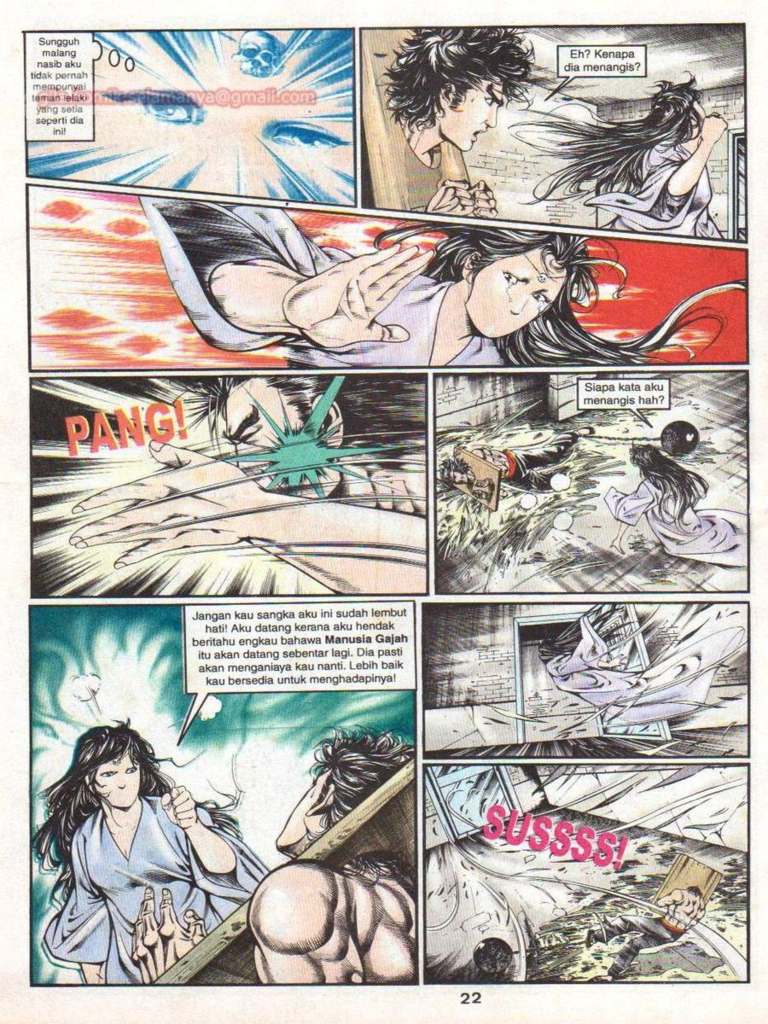 Sungguh
malang
nasib aku
tidak pernah
mempunyai
teman lelaki
yang setia
seperti dia
ini!
Eh? Kenapa
dia menangis?
PANG!
Siapa kata aku
menangis hah?
Jangan kau sangka aku ini sudah lembut
hati! Aku datang kerana aku hendak
beritahu engkau bahawa Manusia Gajah
itu akan datang sebentar lagi. Dia pasti
akan menganiaya kau nanti. Lebih baik
kau bersedia untuk menghadapinya!
SUSSSS!
22